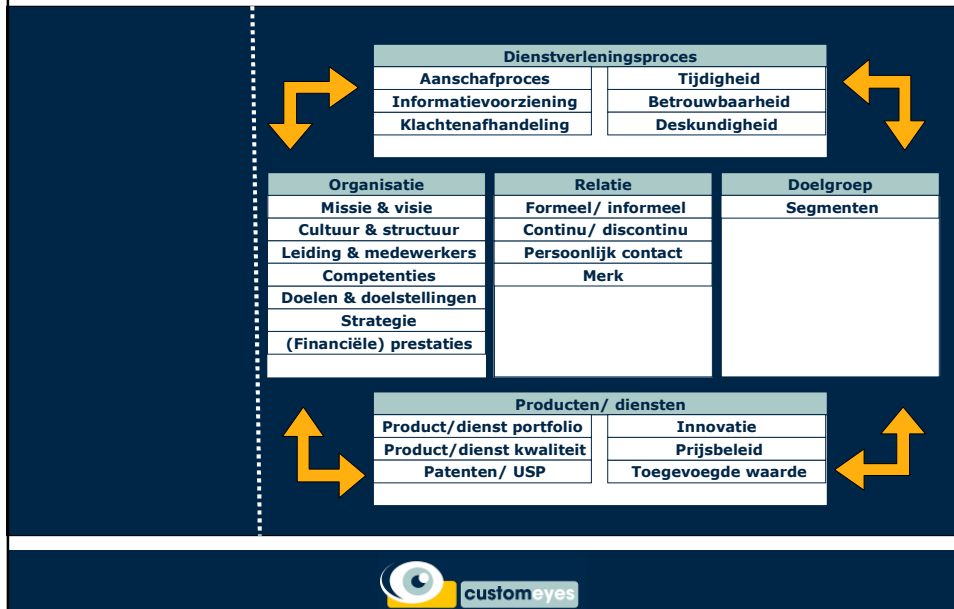 Dienstverleningsproces
Aanschafproces
Informatievoorziening
Klachtenafhandeling
Tijdigheid
Betrouwbaarheid
Deskundigheid
Organisatie
Missie & visie
Cultuur & structuur
Leiding & medewerkers
Competenties
Doelen & doelstellingen
Strategie
(Financiële) prestaties
Relatie
Formeel/ informeel
Continu/ discontinu
Persoonlijk contact
Merk
Doelgroep
Segmenten
Producten/ diensten
Product/dienst portfolio
Product/dienst kwaliteit
Patenten/ USP
Innovatie
Prijsbeleid
Toegevoegde waarde
customeyes